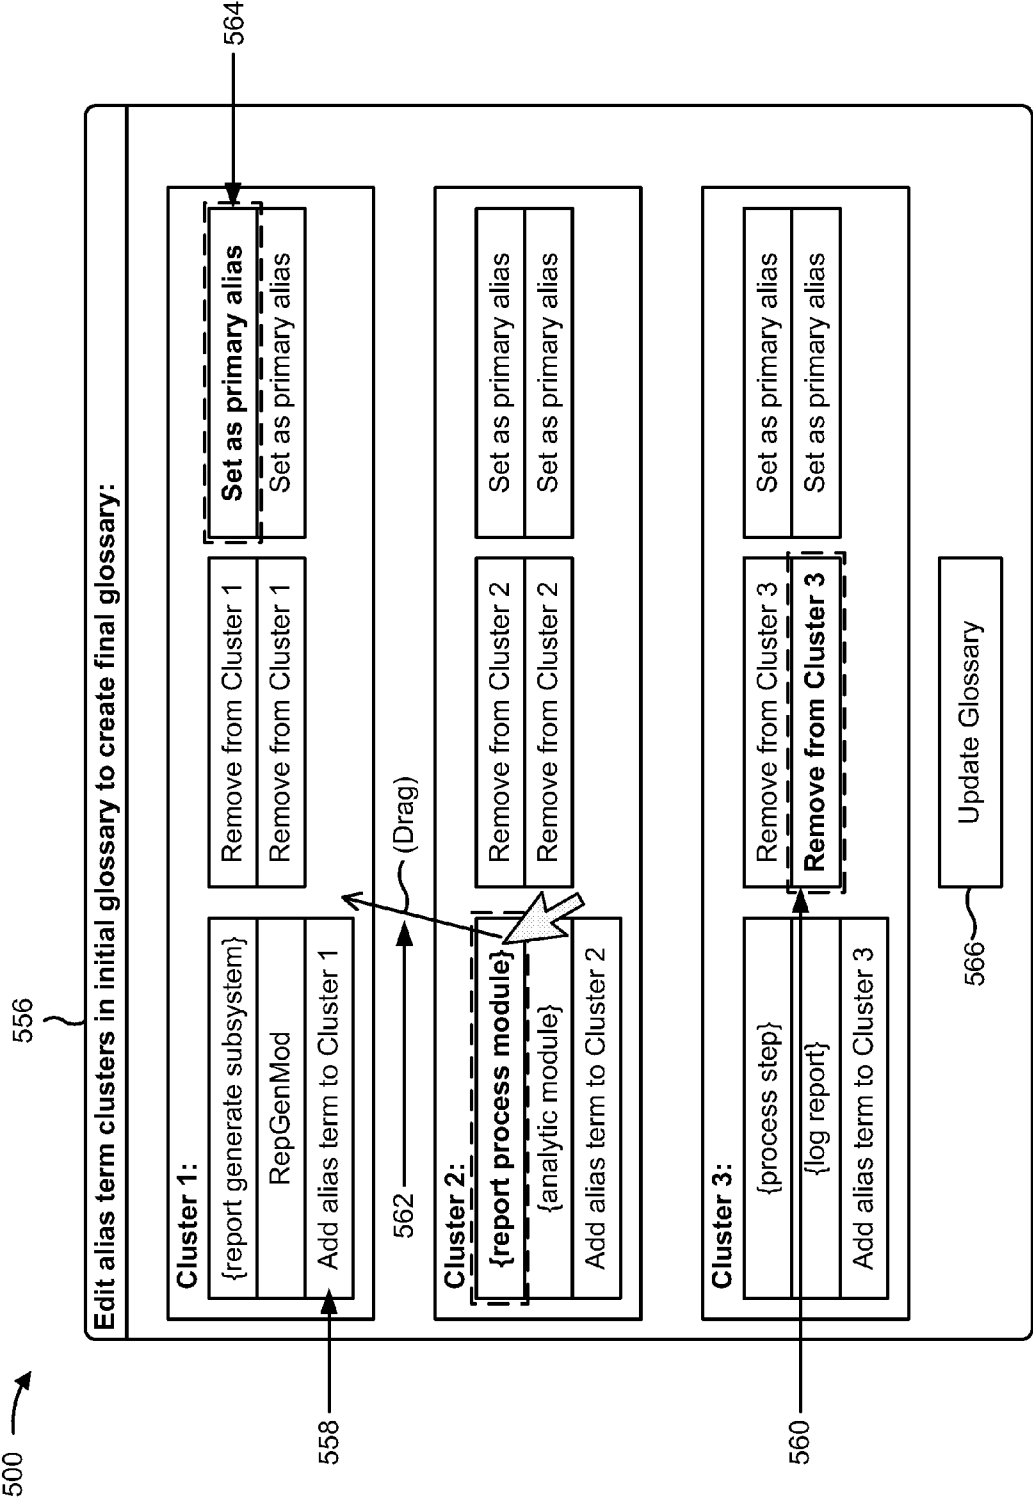 500
556
Edit alias term clusters in initial glossary to create final glossary:
564
Cluster 1:
{report generate subsystem}
Remove from Cluster 1
Set as primary alias
RepGenMod
Remove from Cluster 1
Set as primary alias
558
Add alias term to Cluster 1
562
(Drag)
Cluster 2:
{report process module}
Remove from Cluster 2
Set as primary alias
{analytic module}
Remove from Cluster 2
Set as primary alias
Add alias term to Cluster 2
Cluster 3:
{process step}
Remove from Cluster 3
Set as primary alias
560
{log report}
Remove from Cluster 3
Set as primary alias
Add alias term to Cluster 3
566
Update Glossary